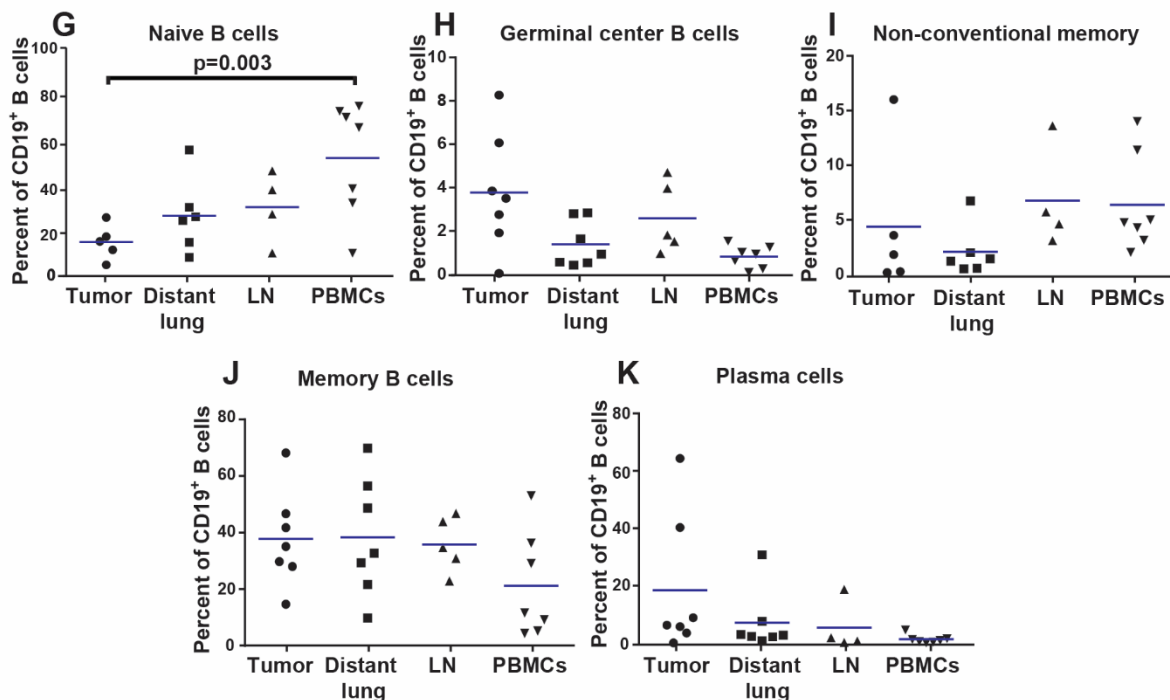 G
Naive B cells
Percent of CD19⁺ B cells
100
80
60
40
20
0
p=0.003
Tumor Distant LN PBMCs
lung
H
Germinal center B cells
Percent of CD19⁺ B cells
10
8
6
4
2
0
Tumor Distant LN PBMCs
lung
I
Non-conventional memory
Percent of CD19⁺ B cells
20
15
10
5
0
Tumor Distant LN PBMCs
lung
J
Memory B cells
Percent of CD19⁺ B cells
80
60
40
20
0
Tumor Distant LN PBMCs
lung
K
Plasma cells
Percent of CD19⁺ B cells
80
60
40
20
0
Tumor Distant LN PBMCs
lung